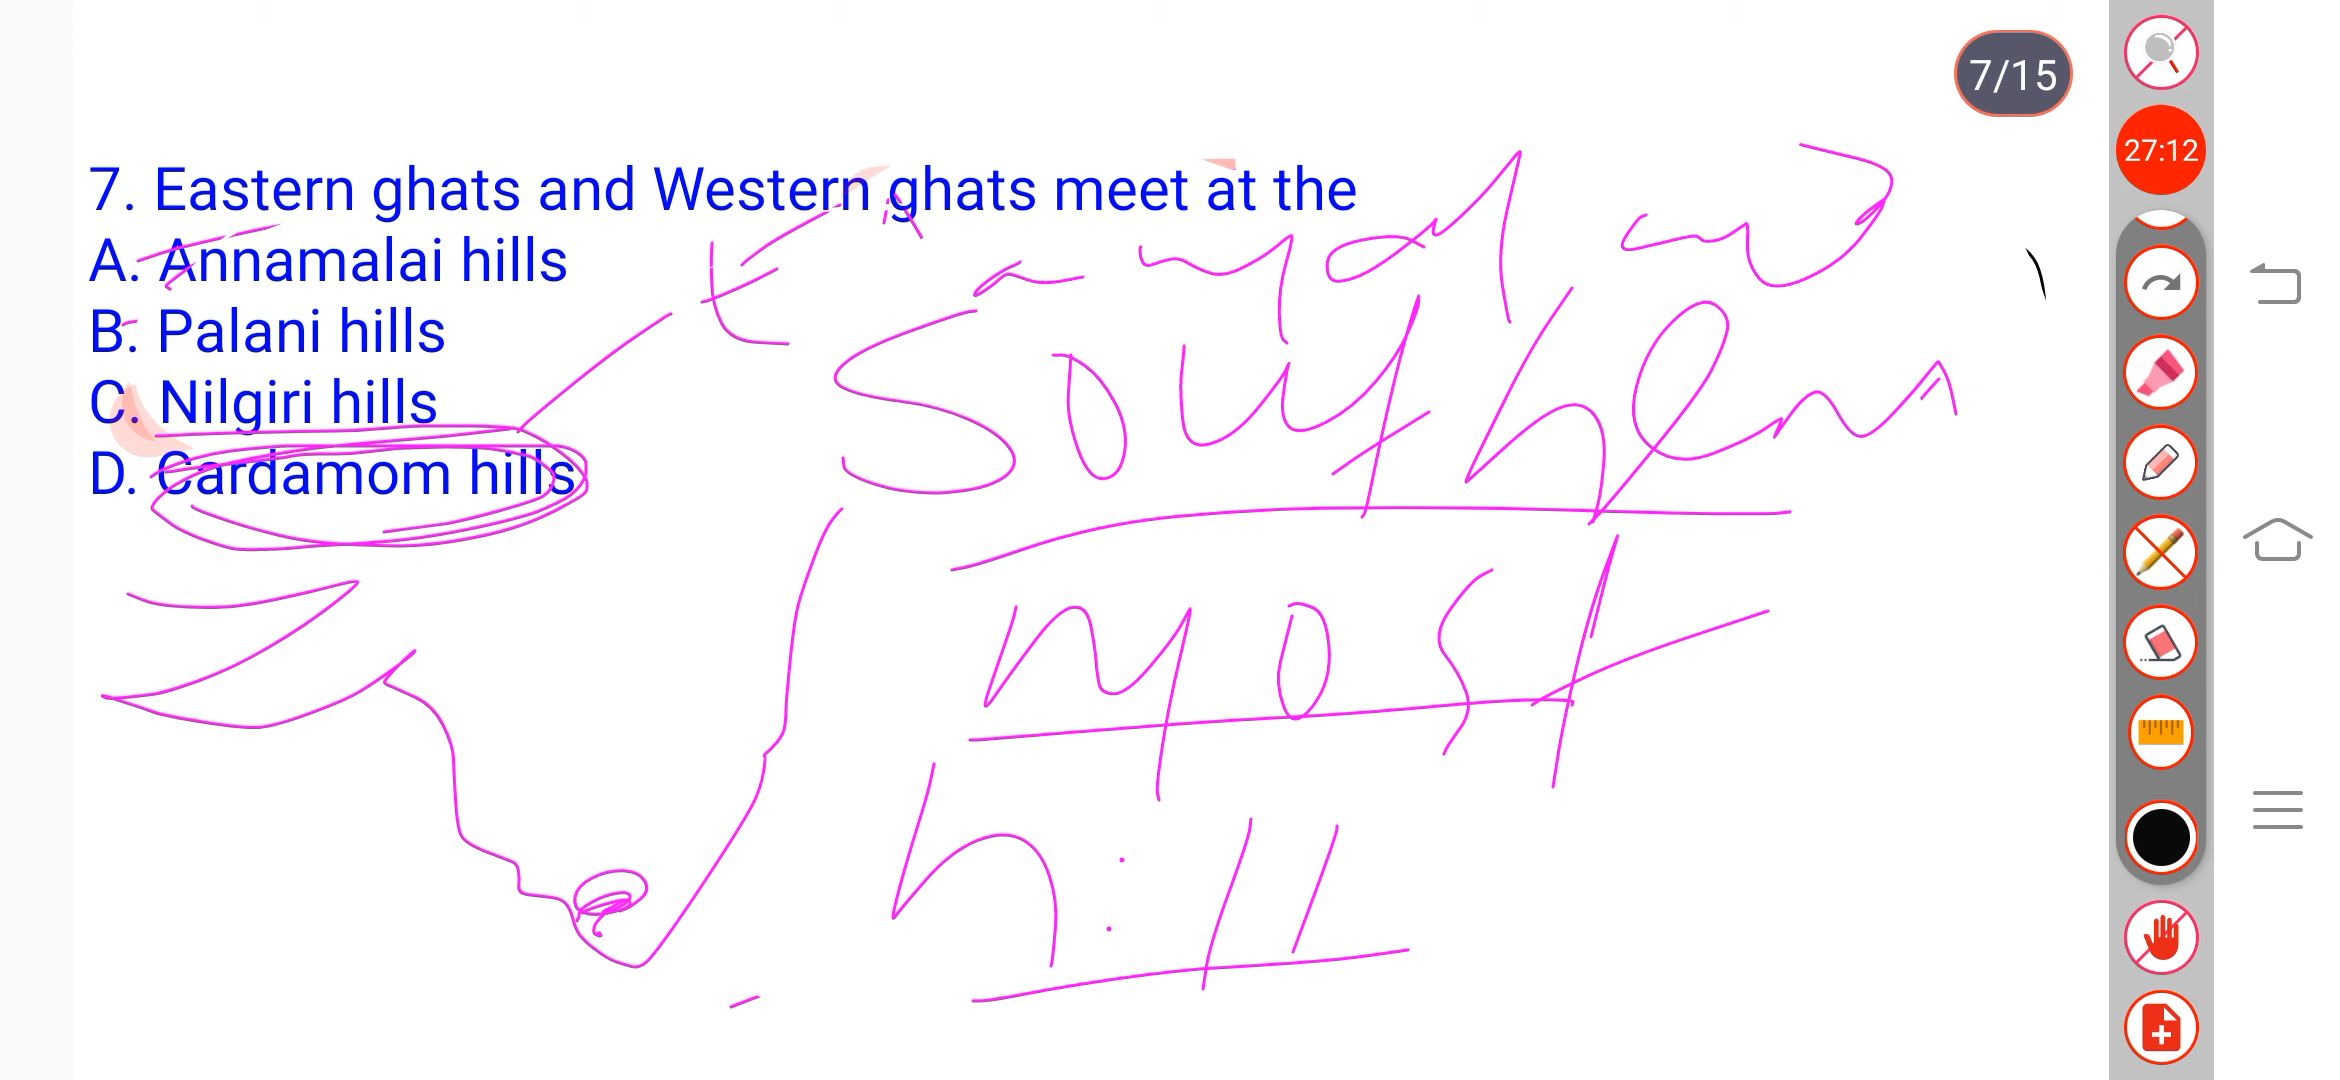 7/15
27:12
7. Eastern ghats and Western ghats meet at the
A. Annamalai hills
B. Palani hills
C. Nilgiri hills
D. Cardamom hills
Southern
most
hill